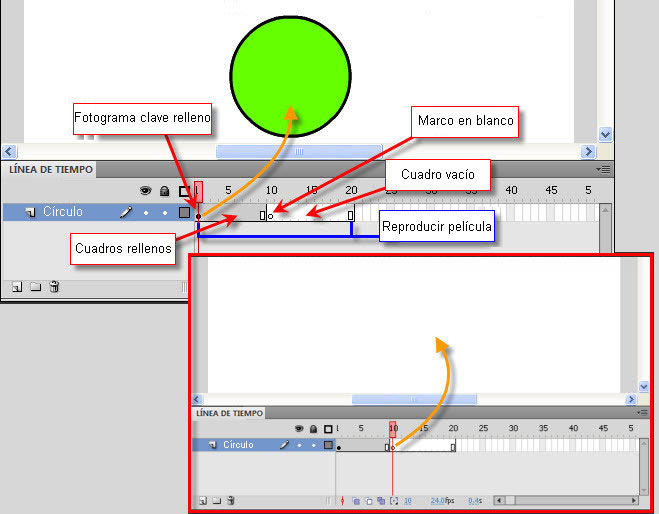 Fotograma clave relleno
Marco en blanco
Cuadro vacío
LÍNEA DE TIEMPO
5 10 15 20 25 30 35 40 45 5
Círculo
Cuadros rellenos
Reproducir película
LÍNEA DE TIEMPO
5 10 15 20 25 30 35 40 45 5
Círculo
10 24.0fps 0.4s